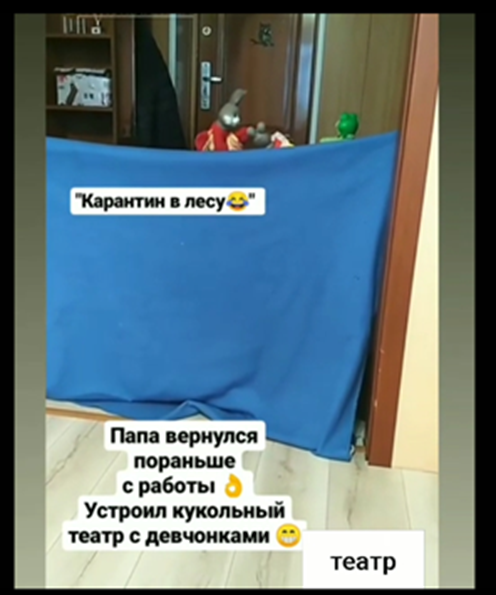 "Карантин в лесу😂"
Папа вернулся
пораньше
с работы👌
Устроил кукольный
театр с девчонками😁
театр